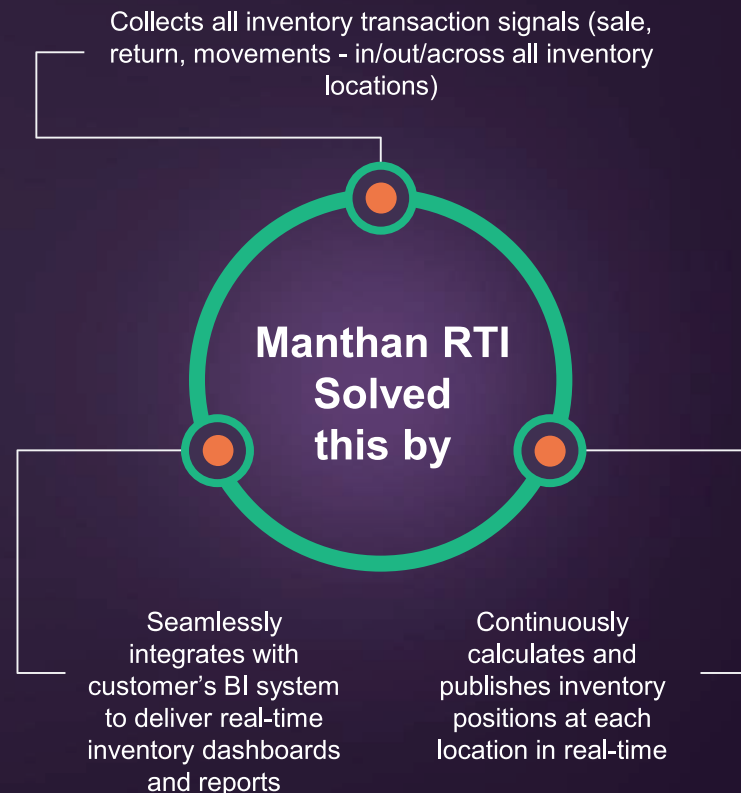 Collects all inventory transaction signals (sale,
return, movements - in/out/across all inventory
locations)
Manthan RTI
Solved
this by
Seamlessly
integrates with
customer’s BI system
to deliver real-time
inventory dashboards
and reports
Continuously
calculates and
publishes inventory
positions at each
location in real-time